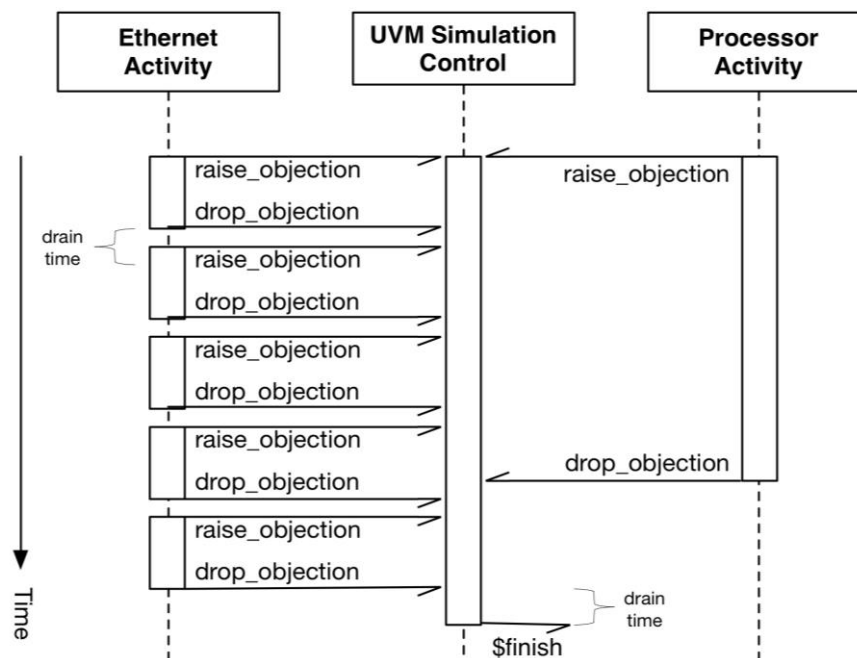 Ethernet
Activity
UVM Simulation
Control
Processor
Activity
raise_objection
raise_objection
drop_objection
drain
time
raise_objection
drop_objection
raise_objection
drop_objection
raise_objection
drop_objection
drop_objection
raise_objection
drop_objection
Time
drain
time
$finish